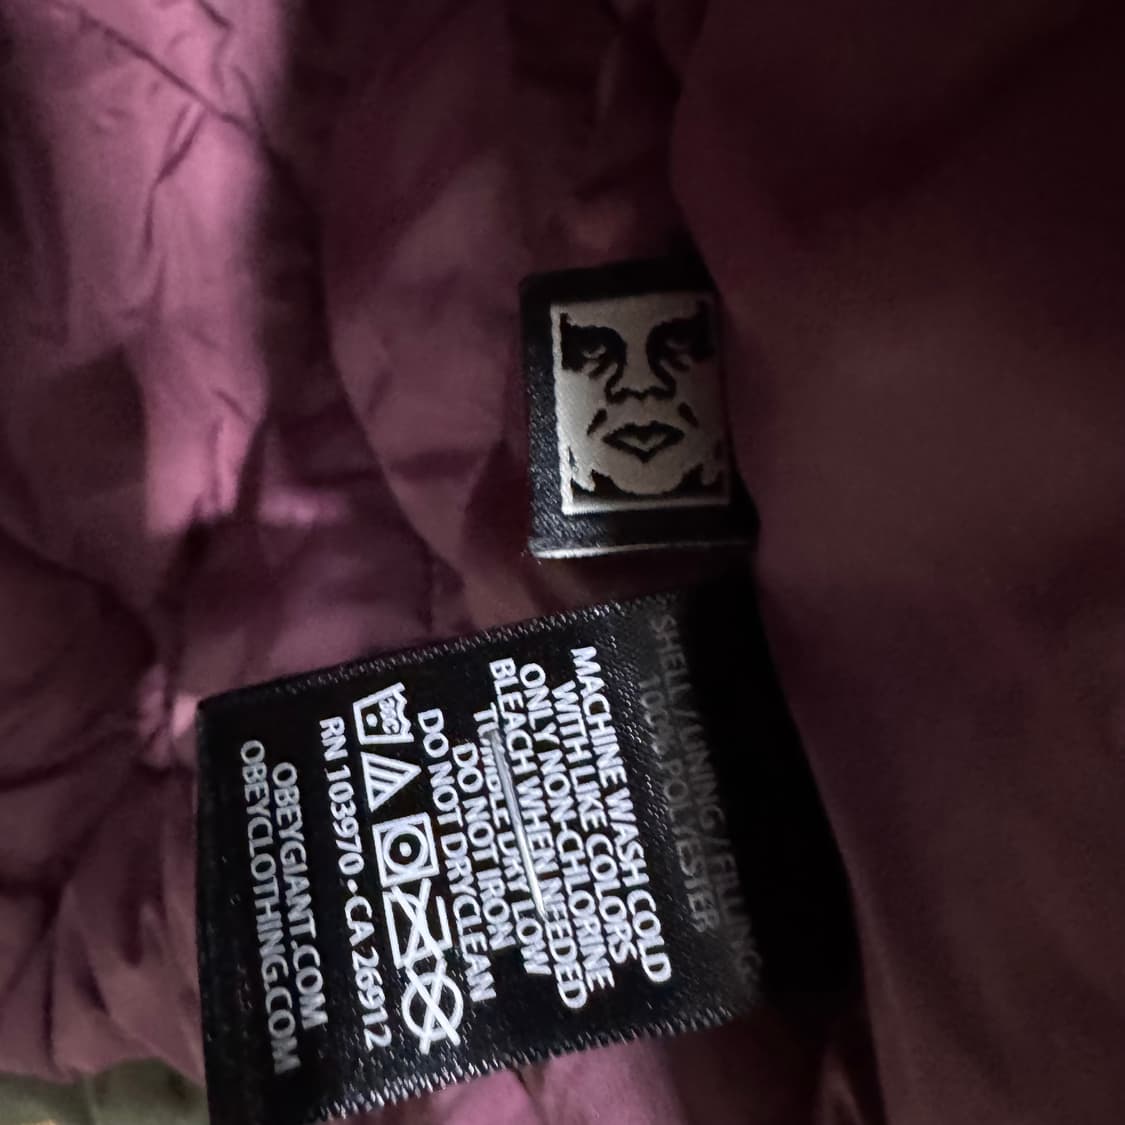 SHELL / LINING / FILLING:
100% POLYESTER
MACHINE WASH COLD
WITH LIKE COLORS
ONLY NON-CHLORINE
BLEACH WHEN NEEDED
TUMBLE DRY LOW
DO NOT IRON
DO NOT DRYCLEAN
30C
RN 103970 • CA 26912
OBEYGIANT.COM
OBEYCLOTHING.COM